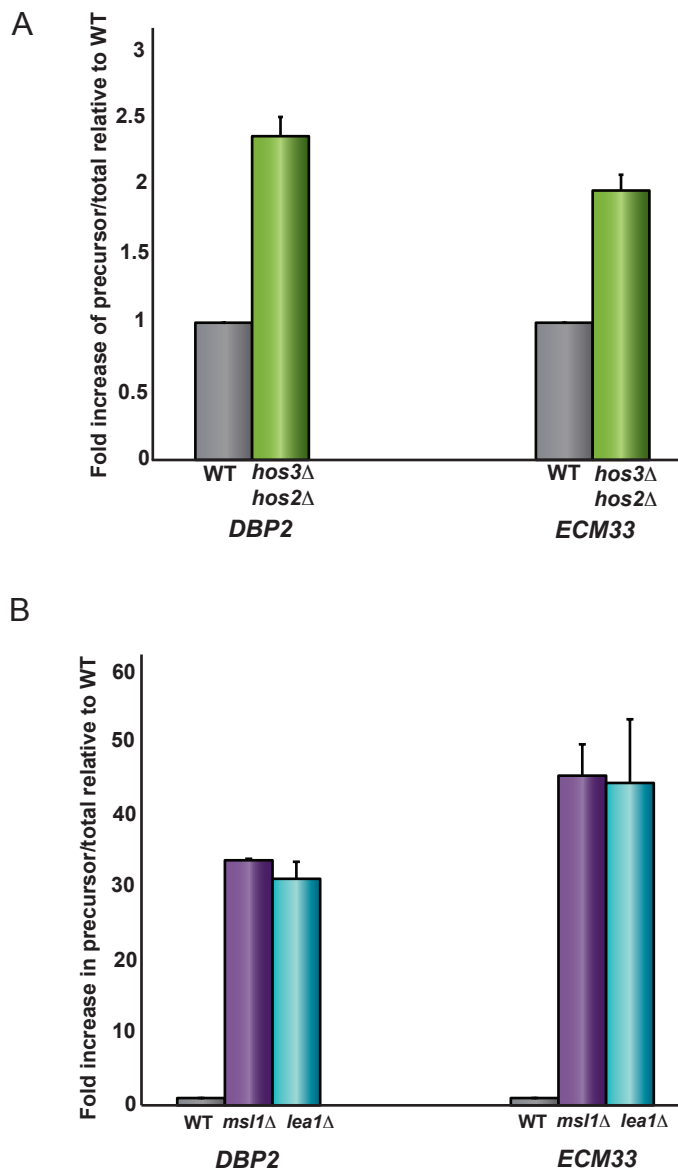 A
Fold increase of precursor/total relative to WT
3
2.5
2
1.5
1
0.5
0
WT hos3Δ WT hos3Δ
hos2Δ hos2Δ
DBP2 ECM33
B
Fold increase in precursor/total relative to WT
60
50
40
30
20
10
0
WT msl1Δ lea1Δ WT msl1Δ lea1Δ
DBP2 ECM33